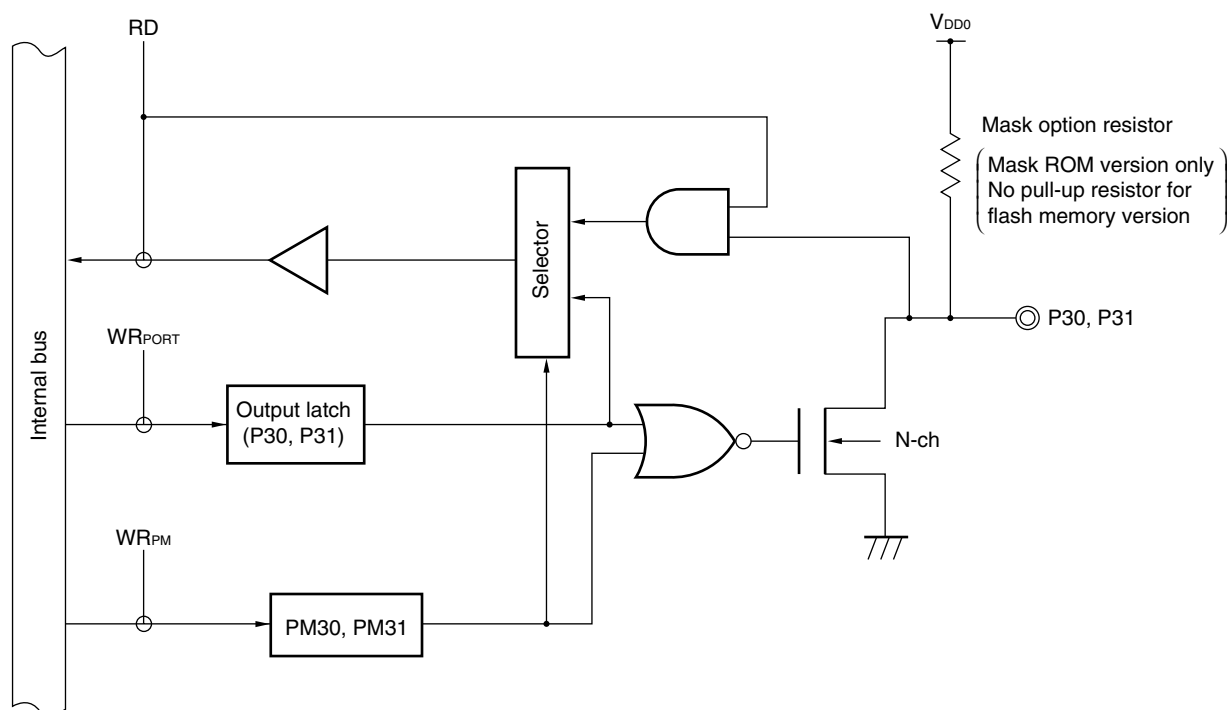 RD
VDD0
Mask option resistor
Mask ROM version only
No pull-up resistor for
flash memory version
Selector
Internal bus
P30, P31
WRPORT
Output latch
(P30, P31)
N-ch
WRPM
PM30, PM31